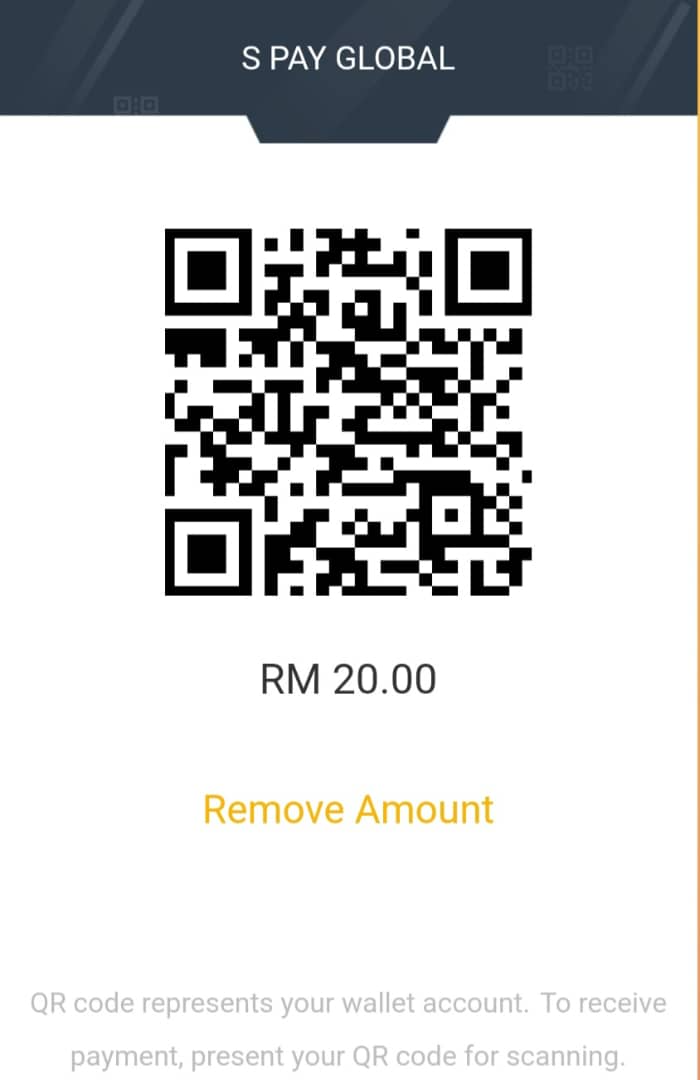 S PAY GLOBAL
RM 20.00
Remove Amount
QR code represents your wallet account. To receive
payment, present your QR code for scanning.